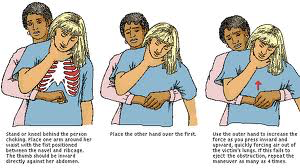 Stand or kneel behind the person
choking. Place one arm around her
waist with the fist positioned
between the navel and ribcage.
The thumb should be inward
directly against her abdomen.
Place the other hand over the first.
Use the outer hand to increase the
force as you press inward and
upward, quickly forcing air out of
the victim's lungs. If this fails to
eject the obstruction, repeat the
maneuver as many as 4 times.